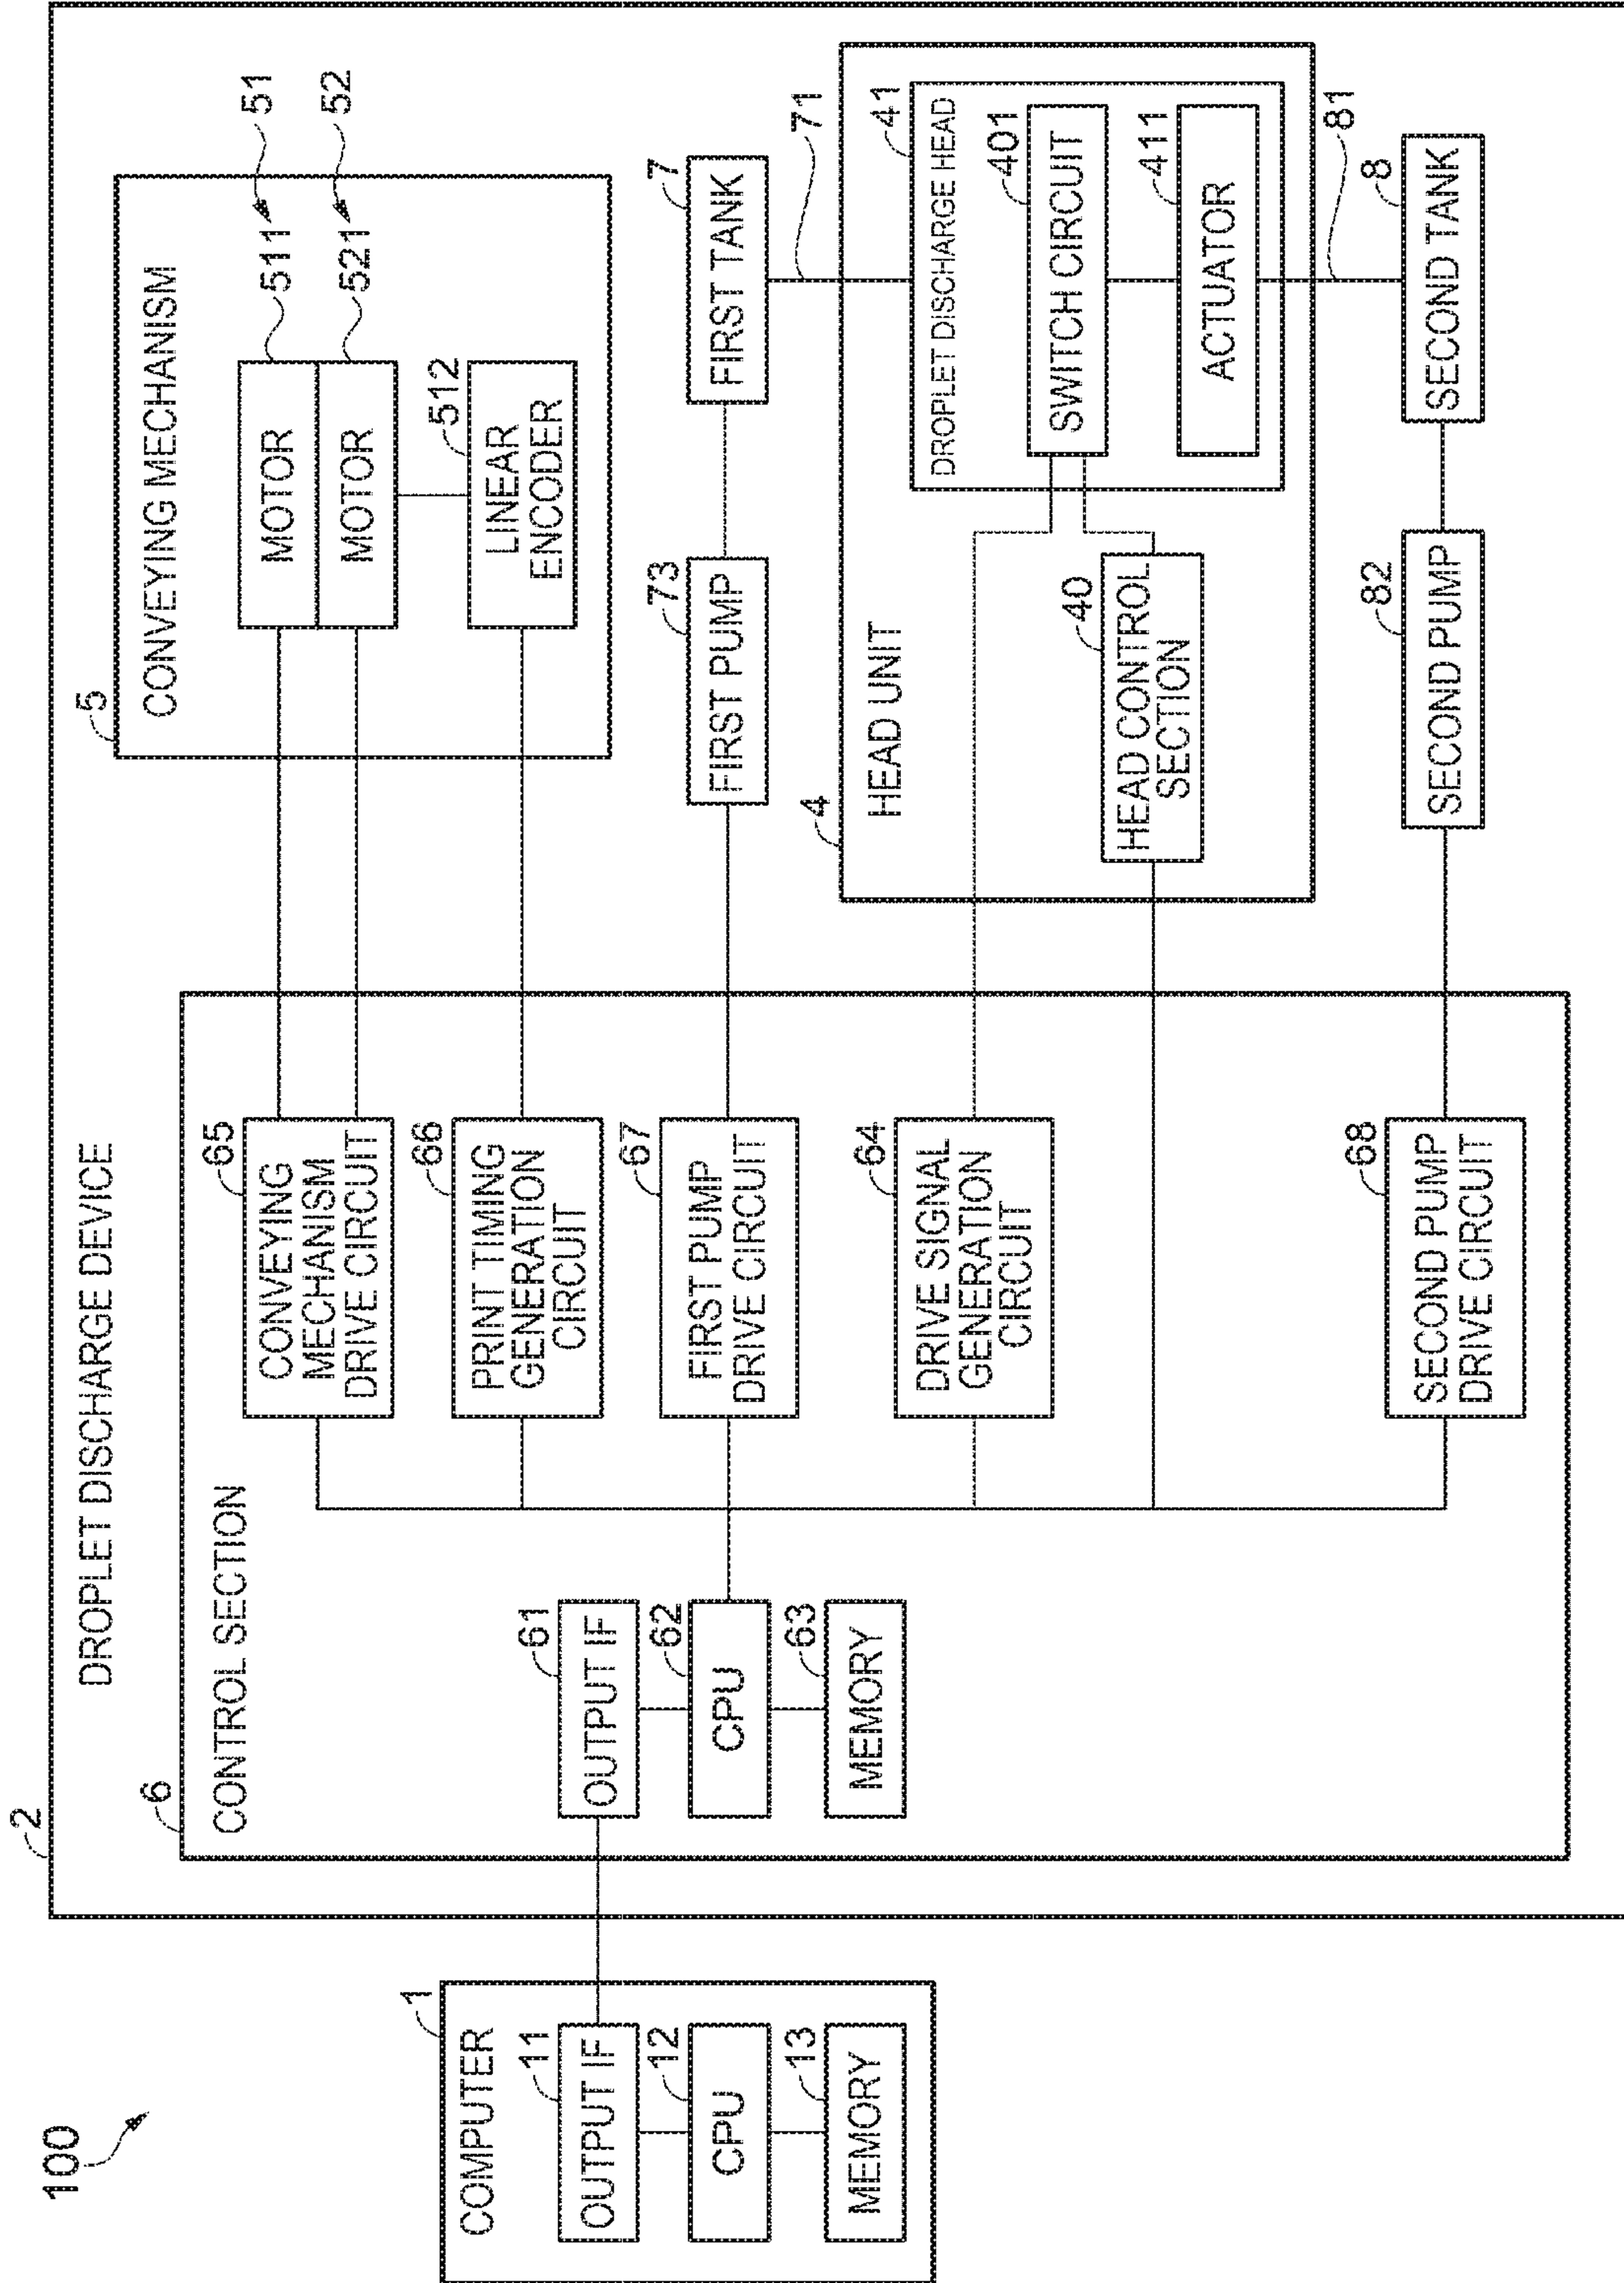 100
1
COMPUTER
11
OUTPUT IF
12
CPU
13
MEMORY
2
DROPLET DISCHARGE DEVICE
6
CONTROL SECTION
61
OUTPUT IF
62
CPU
63
MEMORY
65
CONVEYING
MECHANISM
DRIVE CIRCUIT
66
PRINT TIMING
GENERATION
CIRCUIT
67
FIRST PUMP
DRIVE CIRCUIT
64
DRIVE SIGNAL
GENERATION
CIRCUIT
68
SECOND PUMP
DRIVE CIRCUIT
5
CONVEYING MECHANISM
MOTOR
511
51
MOTOR
521
52
512
LINEAR
ENCODER
73
FIRST PUMP
7
FIRST TANK
71
4
HEAD UNIT
40
HEAD CONTROL
SECTION
41
DROPLET DISCHARGE HEAD
401
SWITCH CIRCUIT
411
ACTUATOR
81
82
SECOND PUMP
8
SECOND TANK